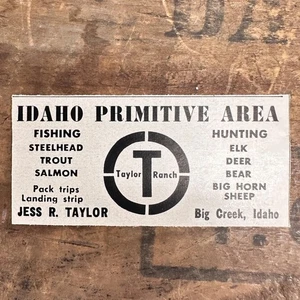 IDAHO PRIMITIVE AREA
FISHING
STEELHEAD
TROUT
SALMON
Pack trips
Landing strip
JESS R. TAYLOR
T
Taylor Ranch
HUNTING
ELK
DEER
BEAR
BIG HORN
SHEEP
Big Creek, Idaho